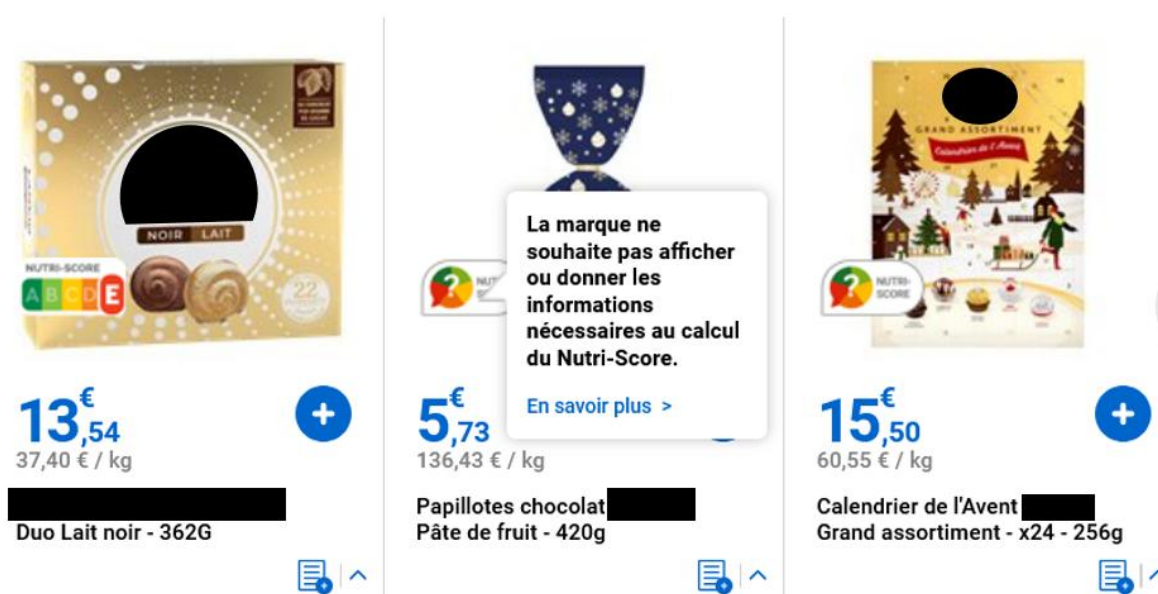 NOIR LAIT
NUTRI-SCORE
A B C D E
22
13€,54
37,40 € / kg
Duo Lait noir - 362G
La marque ne
souhaite pas afficher
ou donner les
informations
nécessaires au calcul
du Nutri-Score.
En savoir plus >
?
5€,73
136,43 € / kg
Papillotes chocolat
Pâte de fruit - 420g
GRAND ASSORTIMENT
Calendrier de l'Avent
?
NUTRI-
SCORE
15€,50
60,55 € / kg
Calendrier de l'Avent
Grand assortiment - x24 - 256g